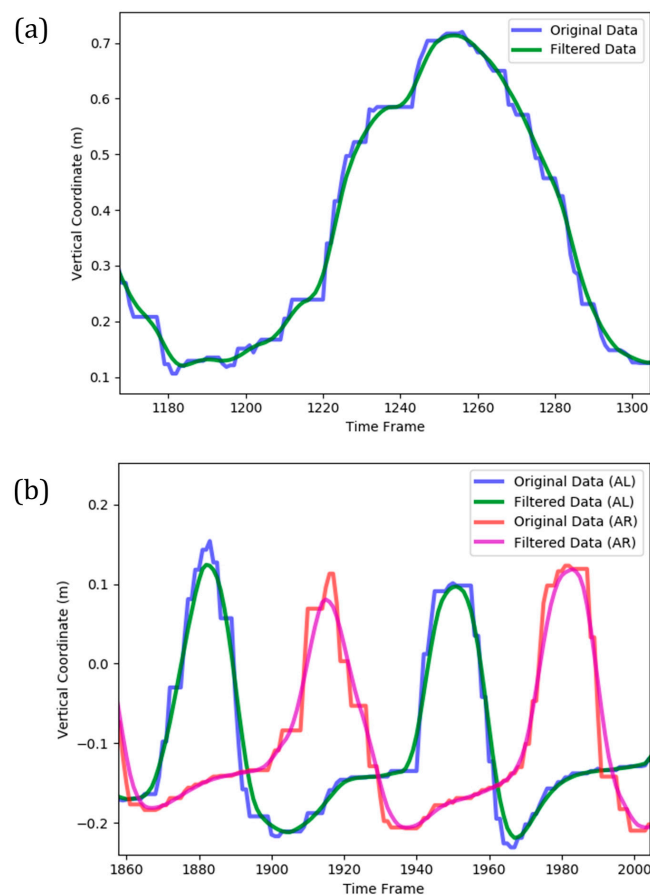 (a)
Original Data
Filtered Data
0.7
0.6
0.5
0.4
0.3
0.2
0.1
Vertical Coordinate (m)
1180 1200 1220 1240 1260 1280 1300
Time Frame
(b)
Original Data (AL)
Filtered Data (AL)
Original Data (AR)
Filtered Data (AR)
0.2
0.1
0.0
−0.1
−0.2
Vertical Coordinate (m)
1860 1880 1900 1920 1940 1960 1980 2000
Time Frame